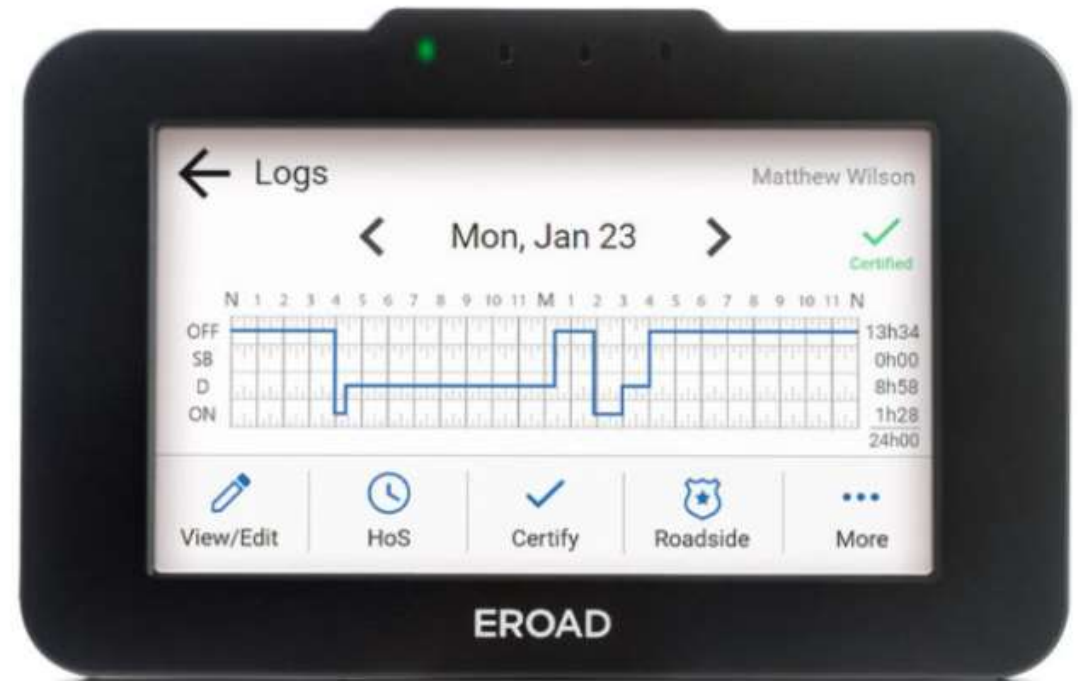 Logs
Matthew Wilson
Mon, Jan 23
Certified
N 1 2 3 4 5 6 7 8 9 10 11 M 1 2 3 4 5 6 7 8 9 10 11 N
OFF 13h34
SB 0h00
D 8h58
ON 1h28
24h00
View/Edit HoS Certify Roadside More
EROAD